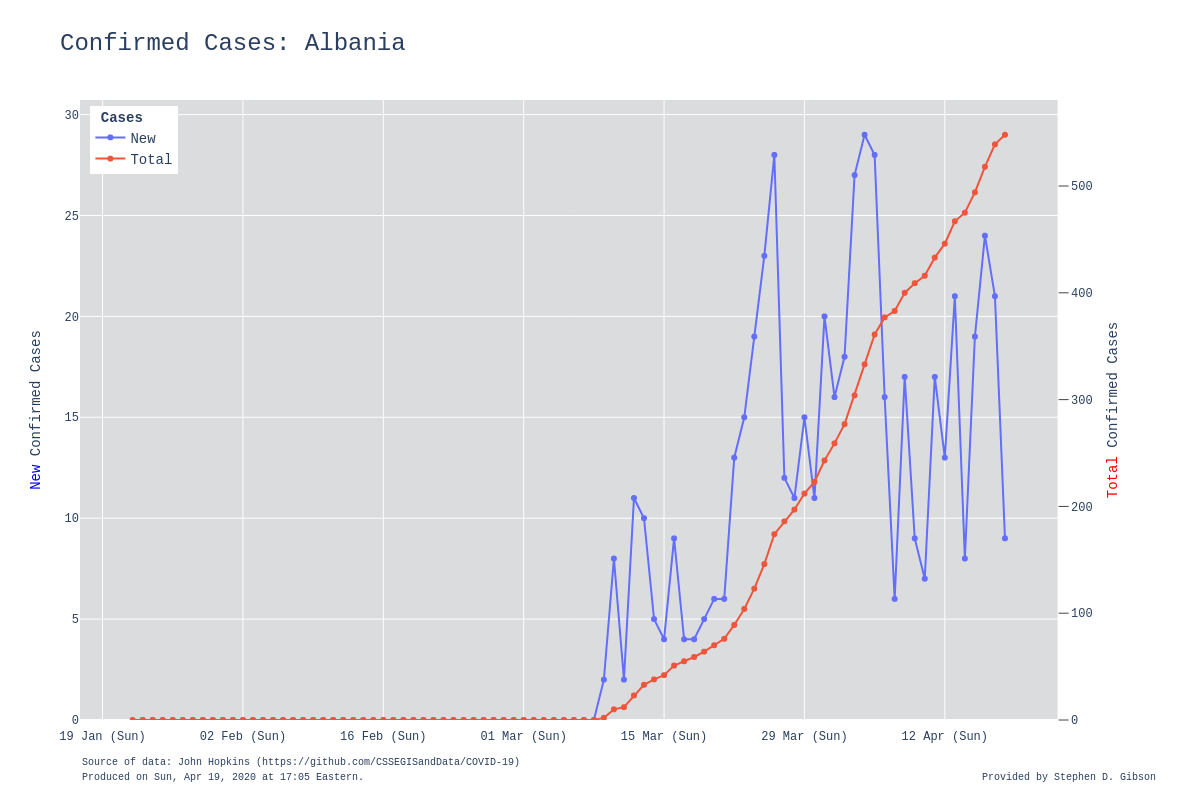 Confirmed Cases: Albania
Cases
New
Total
30
25
20
15
10
5
0
New Confirmed Cases
500
400
300
200
100
0
Total Confirmed Cases
19 Jan (Sun)
02 Feb (Sun)
16 Feb (Sun)
01 Mar (Sun)
15 Mar (Sun)
29 Mar (Sun)
12 Apr (Sun)
Source of data: John Hopkins (https://github.com/CSSEGISandData/COVID-19)
Produced on Sun, Apr 19, 2020 at 17:05 Eastern.
Provided by Stephen D. Gibson